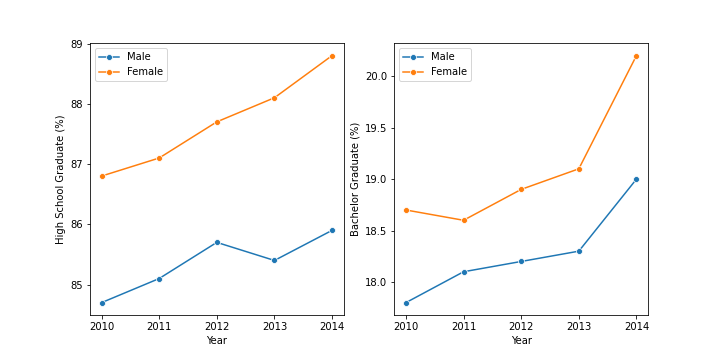 High School Graduate (%)
89
88
87
86
85
Male
Female
2010 2011 2012 2013 2014
Year
Bachelor Graduate (%)
20.0
19.5
19.0
18.5
18.0
Male
Female
2010 2011 2012 2013 2014
Year